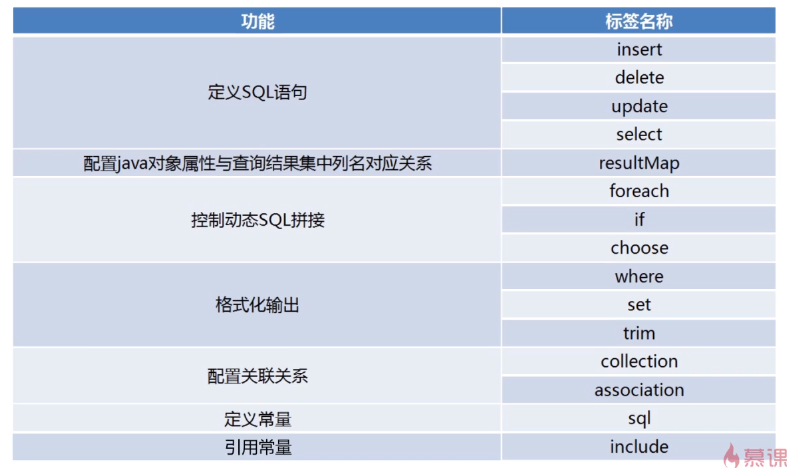 功能 标签名称
定义SQL语句
insert
delete
update
select
配置java对象属性与查询结果集中列名对应关系 resultMap
控制动态SQL拼接
foreach
if
choose
格式化输出
where
set
trim
配置关联关系
collection
association
定义常量 sql
引用常量 include
慕课